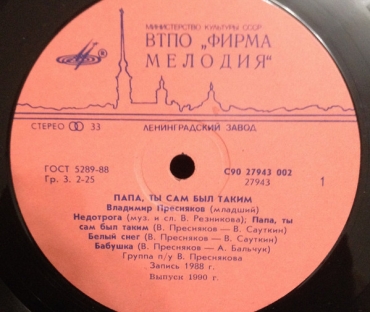 МИНИСТЕРСТВО КУЛЬТУРЫ СССР
ВТПО „ФИРМА
МЕЛОДИЯ"
СТЕРЕО 33
ЛЕНИНГРАДСКИЙ ЗАВОД
ГОСТ 5289-88
Гр. 3. 2-25
С90 27943 002
27943
1
ПАПА, ТЫ САМ БЫЛ ТАКИМ
Владимир Пресняков (младший)
Недотрога (муз. и сл. В. Резникова); Папа, ты
сам был таким (В. Пресняков — В. Сауткин)
Белый снег (В. Пресняков — В. Сауткин)
Бабушка (В. Пресняков — А. Бальчук)
Группа п/у В. Преснякова
Запись 1988 г.
Выпуск 1990 г.